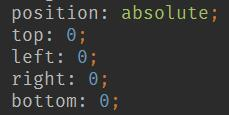 position: absolute;
top: 0;
left: 0;
right: 0;
bottom: 0;